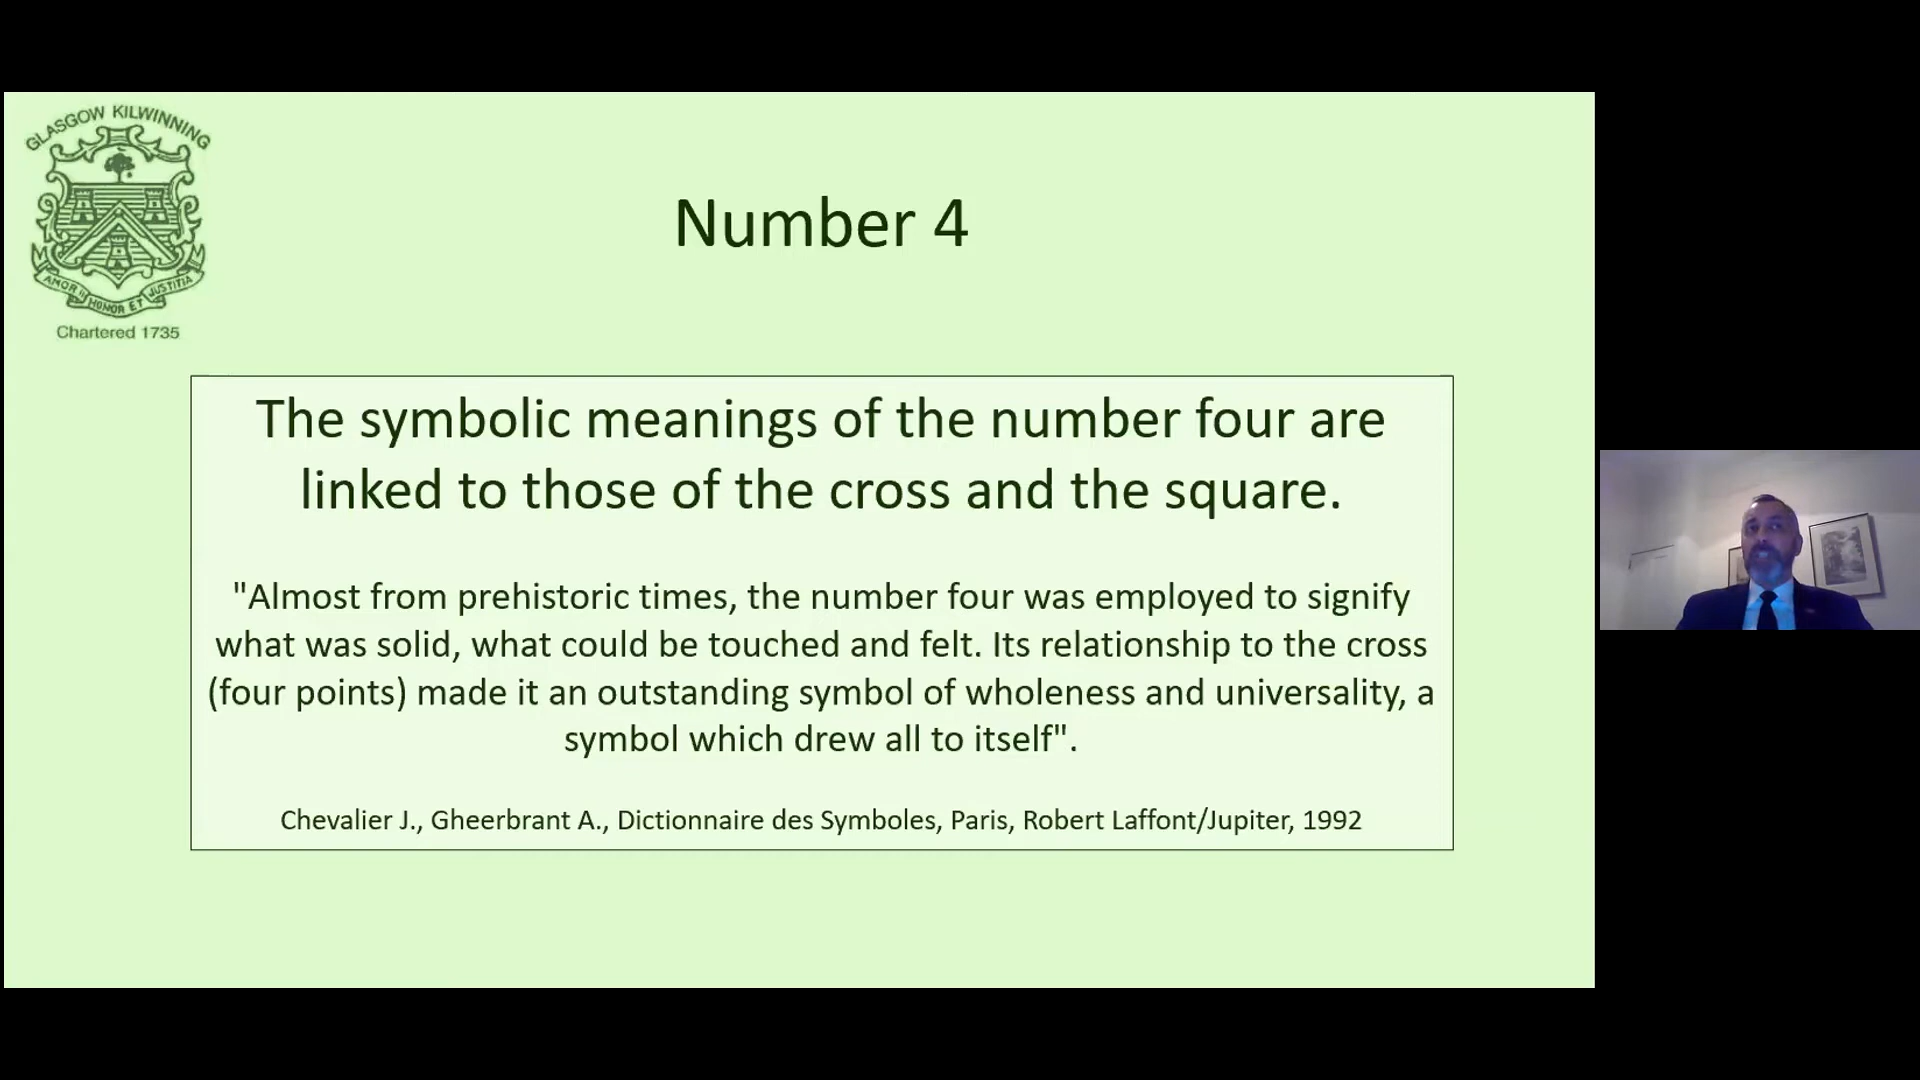 GLASGOW KILWINNING
AMOR HONOR ET JUSTITIA
Chartered 1735
Number 4
The symbolic meanings of the number four are
linked to those of the cross and the square.
"Almost from prehistoric times, the number four was employed to signify
what was solid, what could be touched and felt. Its relationship to the cross
(four points) made it an outstanding symbol of wholeness and universality, a
symbol which drew all to itself".
Chevalier J., Gheerbrant A., Dictionnaire des Symboles, Paris, Robert Laffont/Jupiter, 1992